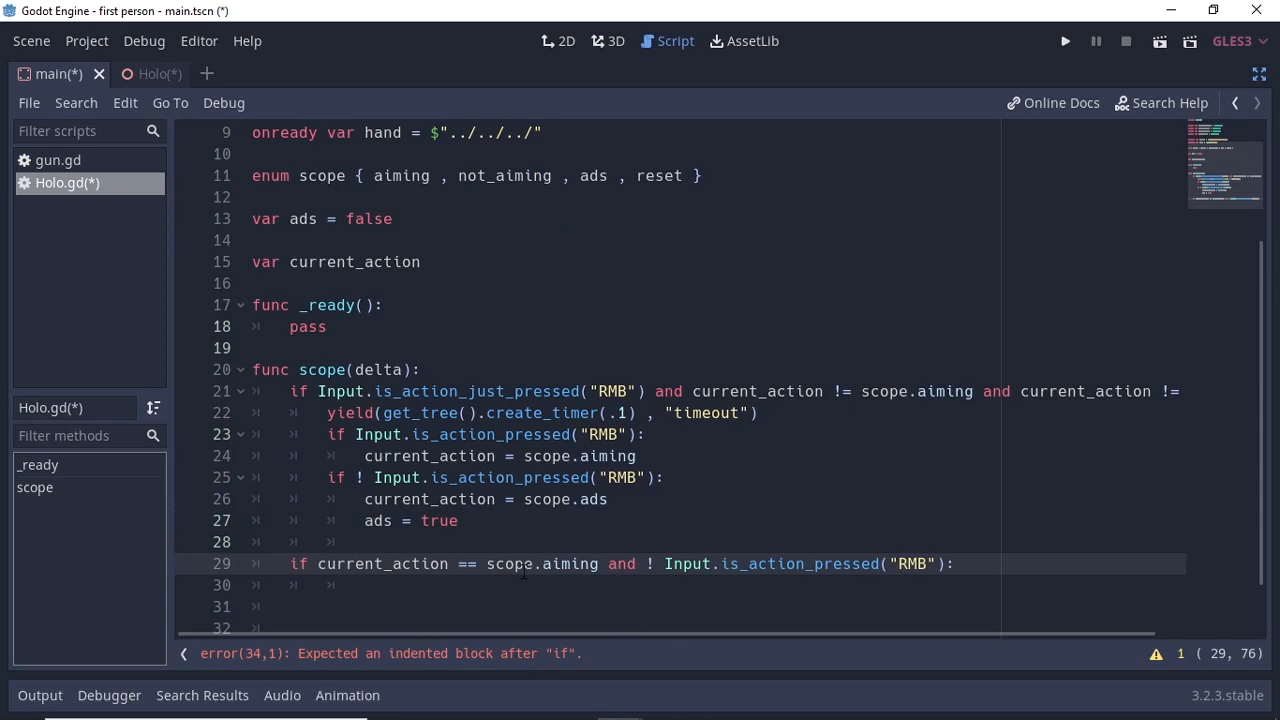 Godot Engine - first person - main.tscn (*)
Scene Project Debug Editor Help 2D 3D Script AssetLib GLES3
main(*) Holo(*)
File Search Edit Go To Debug Online Docs Search Help
Filter scripts
gun.gd
Holo.gd(*)
Holo.gd(*)
Filter methods
_ready
scope
9 onready var hand = $"../../../"
10
11 enum scope { aiming , not_aiming , ads , reset }
12
13 var ads = false
14
15 var current_action
16
17 func _ready():
18 pass
19
20 func scope(delta):
21 if Input.is_action_just_pressed("RMB") and current_action != scope.aiming and current_action !=
22 yield(get_tree().create_timer(.1) , "timeout")
23 if Input.is_action_pressed("RMB"):
24 current_action = scope.aiming
25 if ! Input.is_action_pressed("RMB"):
26 current_action = scope.ads
27 ads = true
28
29 if current_action == scope.aiming and ! Input.is_action_pressed("RMB"):
30
31
32
error(34,1): Expected an indented block after "if". 1 ( 29, 76)
Output Debugger Search Results Audio Animation 3.2.3.stable